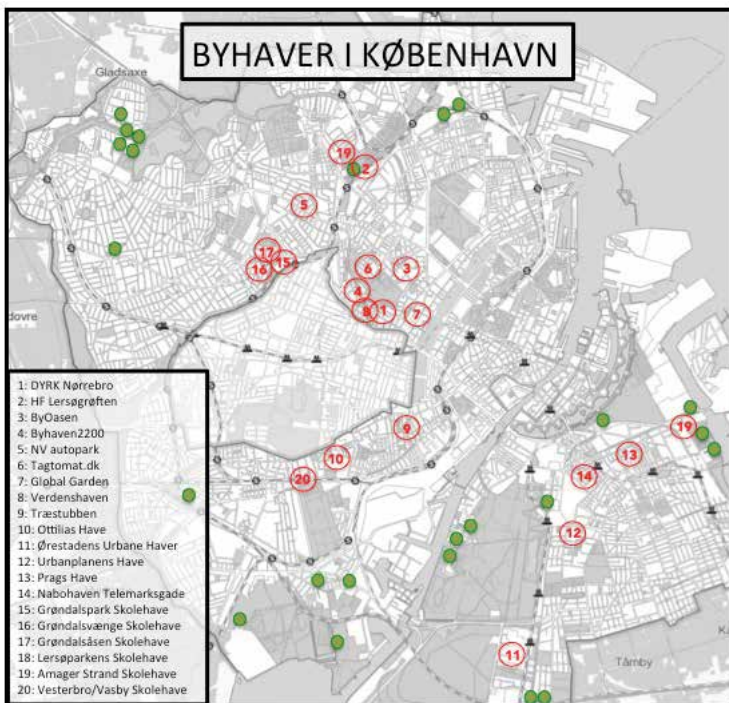 BYHAVER I KØBENHAVN
Gladsaxe
19
2
5
17
16
15
6
3
4
8
1
7
dovre
9
10
20
19
13
14
12
11
Tårnby
1: DYRK Nørrebro
2: HF Lersøgrøften
3: ByOasen
4: Byhaven2200
5: NV autopark
6: Tagtomat.dk
7: Global Garden
8: Verdenshaven
9: Træstubben
10: Ottilias Have
11: Ørestadens Urbane Haver
12: Urbanplanens Have
13: Prags Have
14: Nabohaven Telemarksgade
15: Grøndalspark Skolehave
16: Grøndalsvænge Skolehave
17: Grøndalsåsen Skolehave
18: Lersøparkens Skolehave
19: Amager Strand Skolehave
20: Vesterbro/Vasby Skolehave